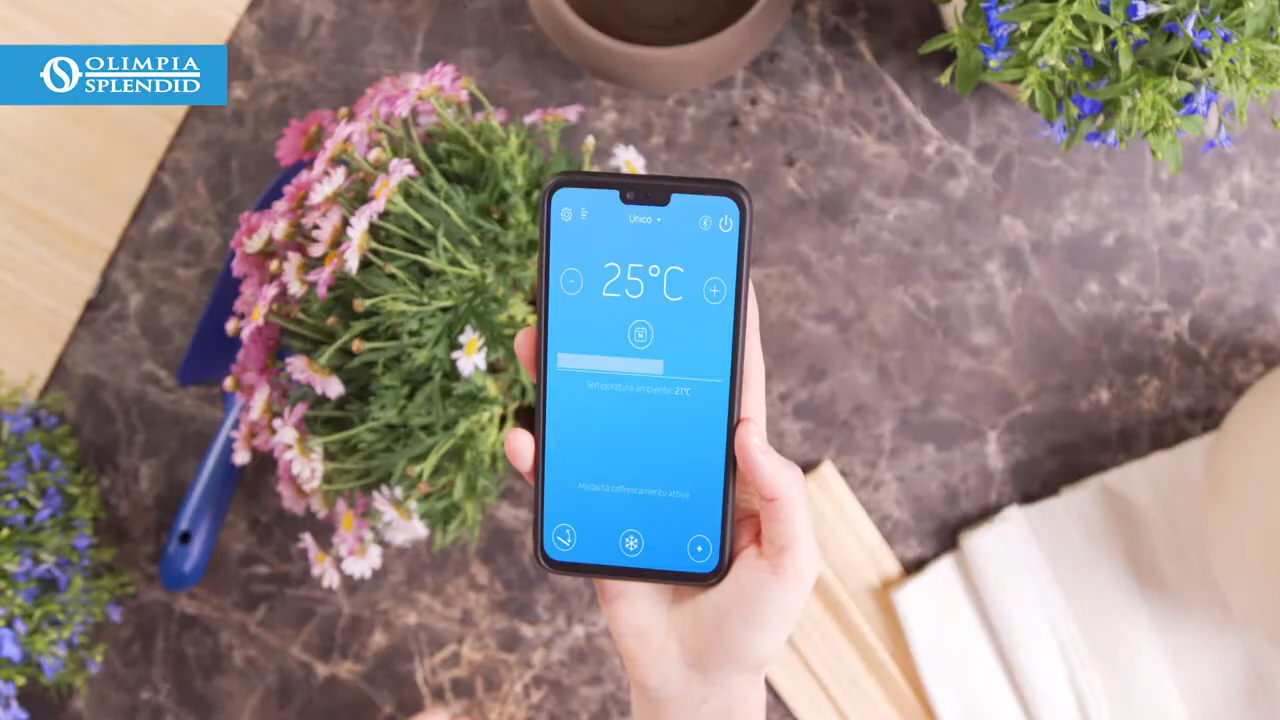 OLIMPIA
SPLENDID
Unico
25°C
M
Temperatura ambiente: 21°C
Modalità raffrescamento attiva